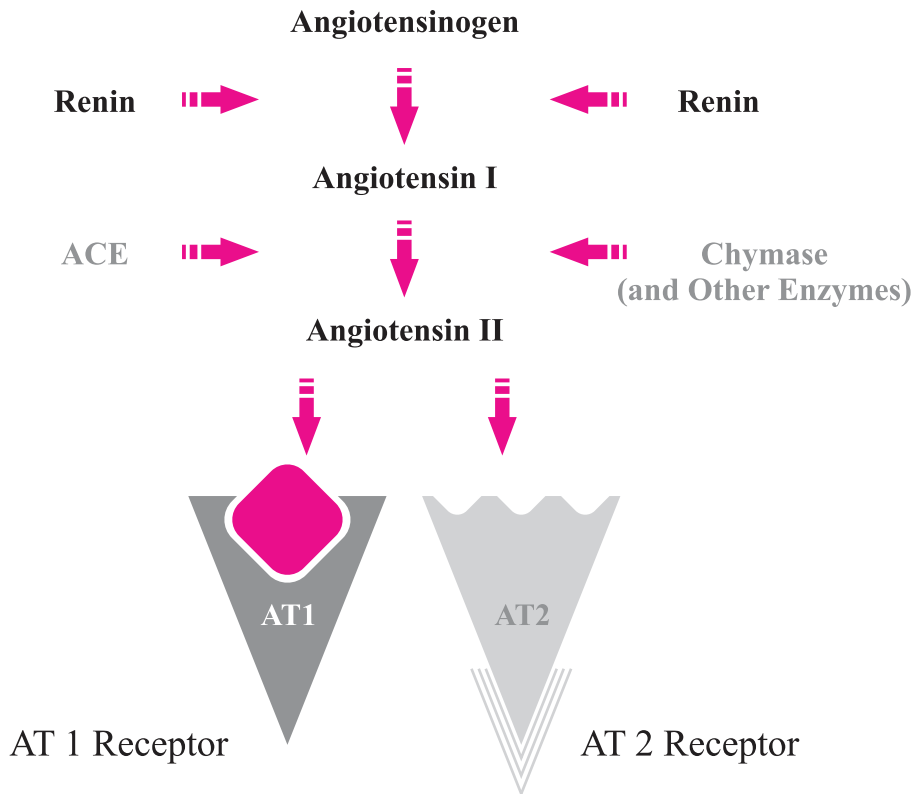 Angiotensinogen
Renin
Renin
Angiotensin I
ACE
Chymase
(and Other Enzymes)
Angiotensin II
AT1
AT2
AT 1 Receptor
AT 2 Receptor